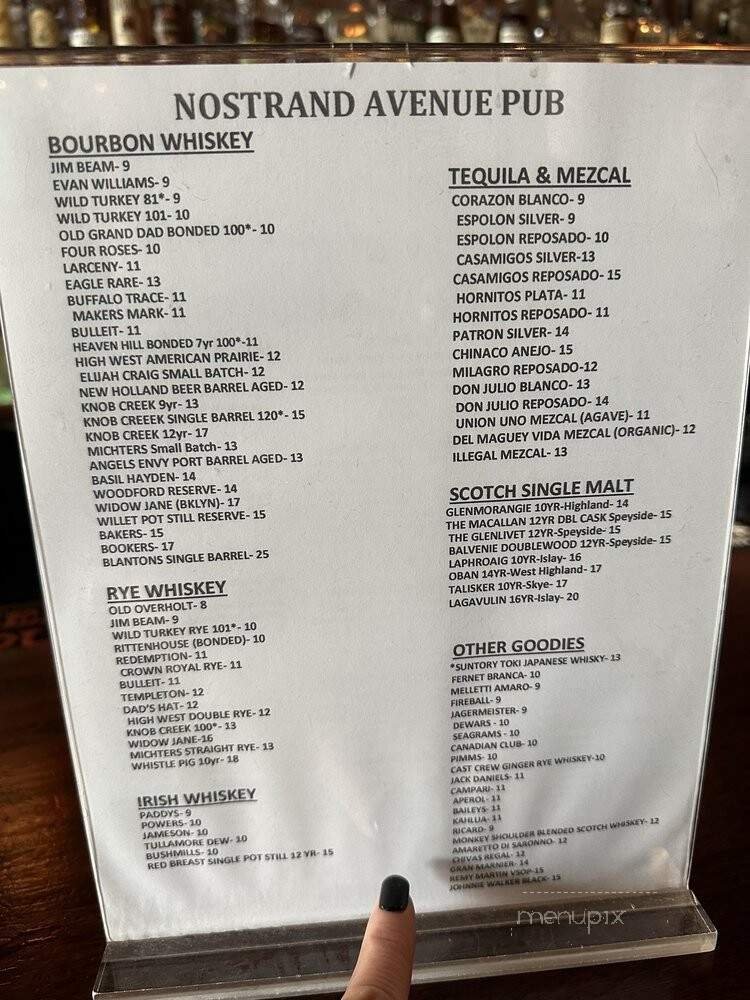 NOSTRAND AVENUE PUB
BOURBON WHISKEY
JIM BEAM- 9
EVAN WILLIAMS- 9
WILD TURKEY 81*- 9
WILD TURKEY 101- 10
OLD GRAND DAD BONDED 100*- 10
FOUR ROSES- 10
LARCENY- 11
EAGLE RARE- 13
BUFFALO TRACE- 11
MAKERS MARK- 11
BULLEIT- 11
HEAVEN HILL BONDED 7yr 100*-11
HIGH WEST AMERICAN PRAIRIE- 12
ELIJAH CRAIG SMALL BATCH- 12
NEW HOLLAND BEER BARREL AGED- 12
KNOB CREEK 9yr- 13
KNOB CREEEK SINGLE BARREL 120*- 15
KNOB CREEK 12yr- 17
MICHTERS Small Batch- 13
ANGELS ENVY PORT BARREL AGED- 13
BASIL HAYDEN- 14
WOODFORD RESERVE- 14
WIDOW JANE (BKLYN)- 17
WILLET POT STILL RESERVE- 15
BAKERS- 15
BOOKERS- 17
BLANTONS SINGLE BARREL- 25
RYE WHISKEY
OLD OVERHOLT- 8
JIM BEAM- 9
WILD TURKEY RYE 101*- 10
RITTENHOUSE (BONDED)- 10
REDEMPTION- 11
CROWN ROYAL RYE- 11
BULLEIT- 11
TEMPLETON- 12
DAD'S HAT- 12
HIGH WEST DOUBLE RYE- 12
KNOB CREEK 100*- 13
WIDOW JANE-16
MICHTERS STRAIGHT RYE- 13
WHISTLE PIG 10yr- 18
IRISH WHISKEY
PADDYS- 9
POWERS- 10
JAMESON- 10
TULLAMORE DEW- 10
BUSHMILLS- 10
RED BREAST SINGLE POT STILL 12 YR- 15
TEQUILA & MEZCAL
CORAZON BLANCO- 9
ESPOLON SILVER- 9
ESPOLON REPOSADO- 10
CASAMIGOS SILVER-13
CASAMIGOS REPOSADO- 15
HORNITOS PLATA- 11
HORNITOS REPOSADO- 11
PATRON SILVER- 14
CHINACO ANEJO- 15
MILAGRO REPOSADO-12
DON JULIO BLANCO- 13
DON JULIO REPOSADO- 14
UNION UNO MEZCAL (AGAVE)- 11
DEL MAGUEY VIDA MEZCAL (ORGANIC)- 12
ILLEGAL MEZCAL- 13
SCOTCH SINGLE MALT
GLENMORANGIE 10YR-Highland- 14
THE MACALLAN 12YR DBL CASK Speyside- 15
THE GLENLIVET 12YR-Speyside- 15
BALVENIE DOUBLEWOOD 12YR-Speyside- 15
LAPHROAIG 10YR-Islay- 16
OBAN 14YR-West Highland- 17
TALISKER 10YR-Skye- 17
LAGAVULIN 16YR-Islay- 20
OTHER GOODIES
*SUNTORY TOKI JAPANESE WHISKY- 13
FERNET BRANCA- 10
MELLETTI AMARO- 9
FIREBALL- 9
JAGERMEISTER- 9
DEWARS - 10
SEAGRAMS - 10
CANADIAN CLUB- 10
PIMMS- 10
CAST CREW GINGER RYE WHISKEY-10
JACK DANIELS- 11
CAMPARI- 11
APEROL- 11
BAILEYS- 11
KAHLUA- 11
RICARD- 9
MONKEY SHOULDER BLENDED SCOTCH WHISKEY- 12
AMARETTO DI SARONNO- 12
CHIVAS REGAL- 12
GRAN MARNIER- 14
REMY MARTIN VSOP-15
JOHNNIE WALKER BLACK- 15
menupix